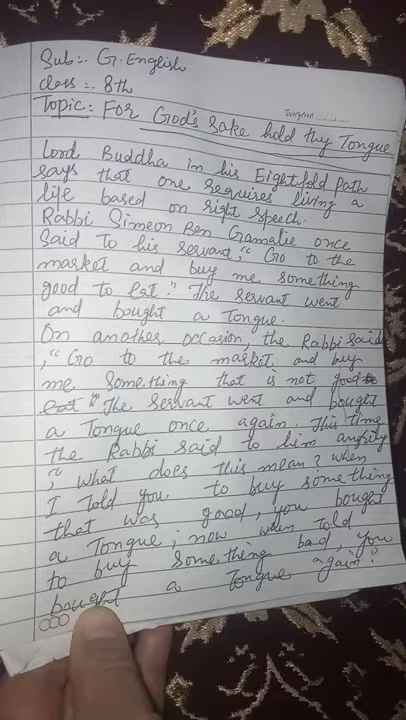 Sub:- G. English
class :- 8th
Topic: For God's Sake hold thy Tongue
Lord Buddha in his Eightfold Path
says that one requires living a
life based on right speech.
Rabbi Simeon Ben Gamalie once
Said To his servant "Go to the
market and buy me something
good to Eat." The servant went
and bought a Tongue.
On another occasion, the Rabbi said
, "Go to the market and buy
me something that is not good to
eat" The servant went and bought
a Tongue once again. This time
the Rabbi said to him angrily
, "What does this mean? when
I Told you to buy something
that was good, you bought
a Tongue; now when Told
to buy something bad, you
bought a Tongue again?